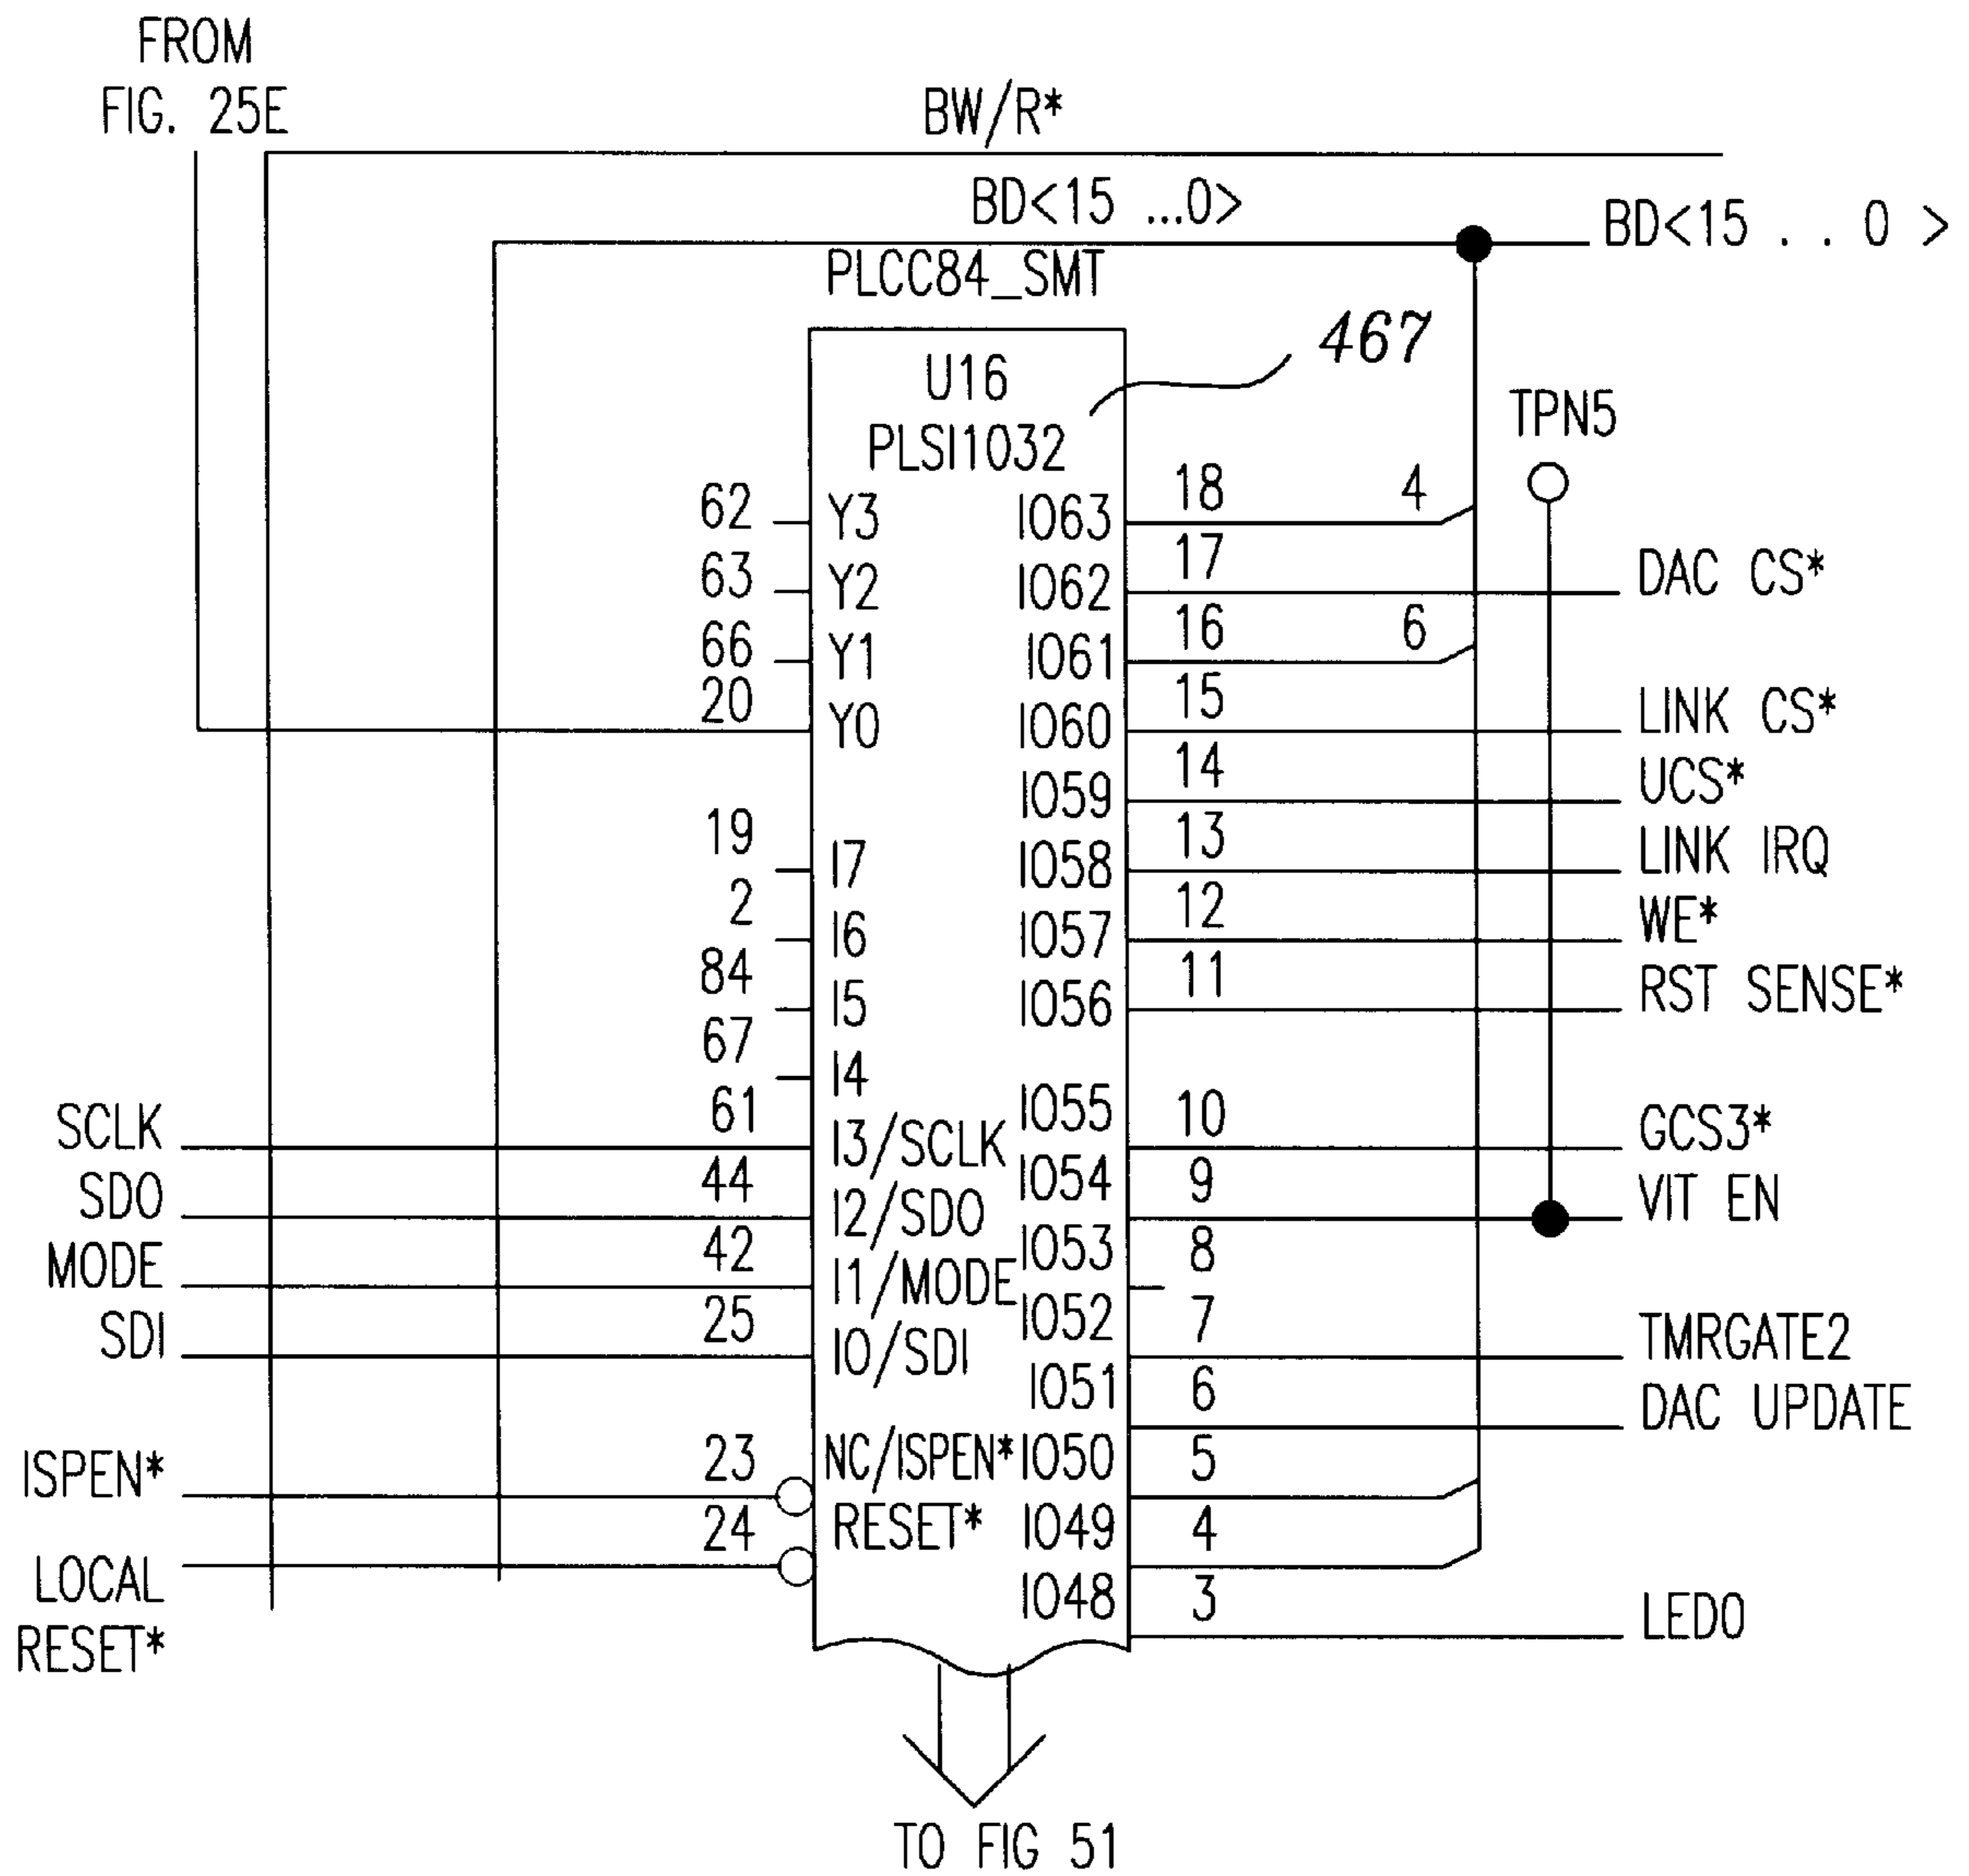 FROM
FIG. 25E
BW/R*
BD<15 ...0>
BD<15 . . 0 >
PLCC84_SMT
467
U16
PLSI1032
TPN5
62 Y3 IO63 18 4
63 Y2 IO62 17 DAC CS*
66 Y1 IO61 16 6
20 Y0 IO60 15 LINK CS*
IO59 14 UCS*
19 I7 IO58 13 LINK IRQ
2 I6 IO57 12 WE*
84 I5 IO56 11 RST SENSE*
67 I4
SCLK 61 I3/SCLK IO55 10 GCS3*
SDO 44 I2/SDO IO54 9 VIT EN
MODE 42 I1/MODE IO53 8
SDI 25 I0/SDI IO52 7 TMRGATE2
IO51 6 DAC UPDATE
ISPEN* 23 NC/ISPEN* IO50 5
LOCAL 24 RESET* IO49 4
RESET* IO48 3 LED0
TO FIG 51